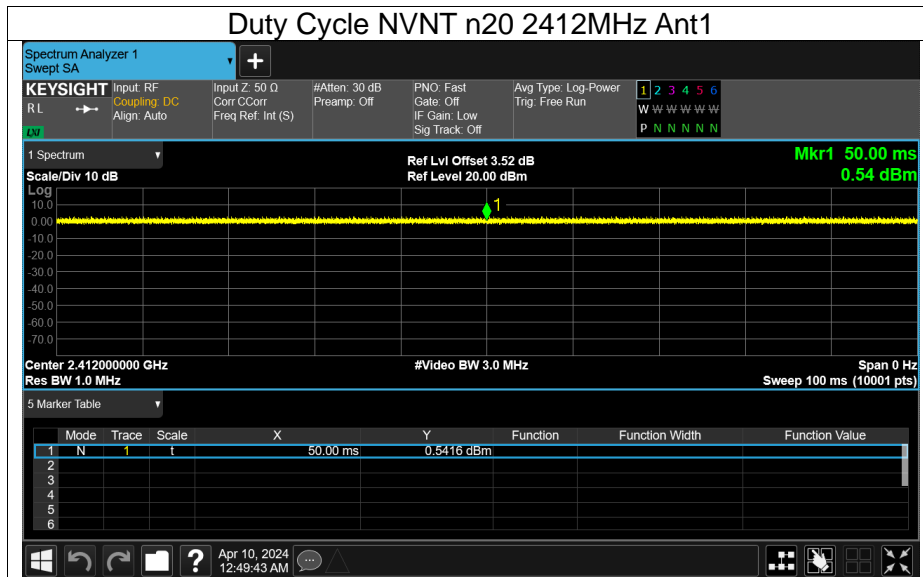 Duty Cycle NVNT n20 2412MHz Ant1
Spectrum Analyzer 1
Swept SA
+
KEYSIGHT
RL
LXI
Input: RF
Coupling: DC
Align: Auto
Input Z: 50 Ω
Corr CCorr
Freq Ref: Int (S)
#Atten: 30 dB
Preamp: Off
PNO: Fast
Gate: Off
IF Gain: Low
Sig Track: Off
Avg Type: Log-Power
Trig: Free Run
1 2 3 4 5 6
W W W W W W
P N N N N N
1 Spectrum
Scale/Div 10 dB
Ref Lvl Offset 3.52 dB
Ref Level 20.00 dBm
Mkr1 50.00 ms
0.54 dBm
Log
10.0
0.00
-10.0
-20.0
-30.0
-40.0
-50.0
-60.0
-70.0
1
Center 2.412000000 GHz
Res BW 1.0 MHz
#Video BW 3.0 MHz
Span 0 Hz
Sweep 100 ms (10001 pts)
5 Marker Table
Mode Trace Scale X Y Function Function Width Function Value
1 N 1 t 50.00 ms 0.5416 dBm
2
3
4
5
6
?
Apr 10, 2024
12:49:43 AM